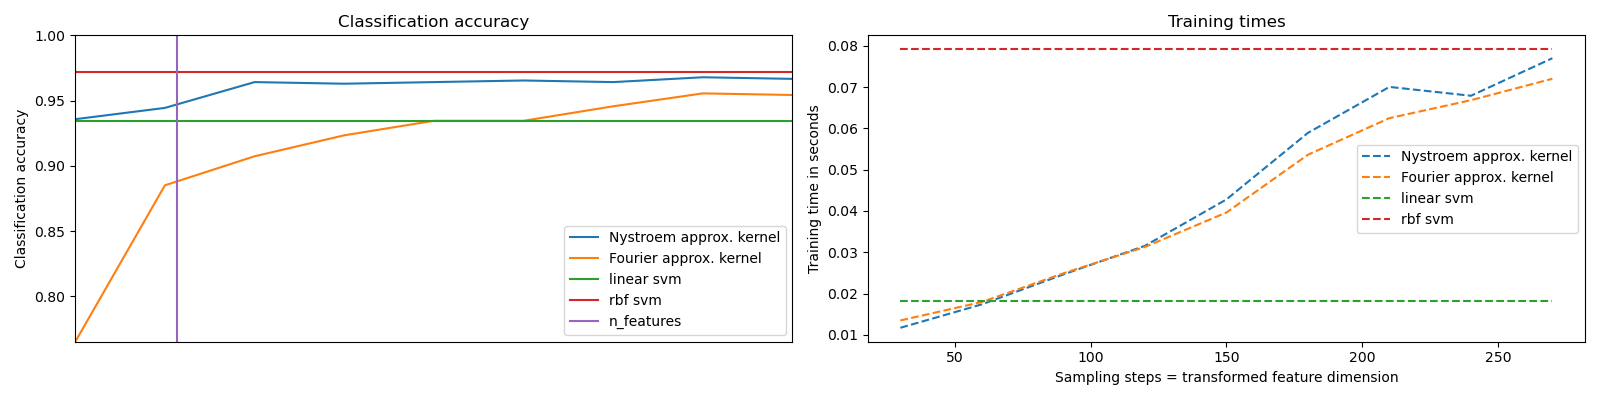 Classification accuracy
Classification accuracy
1.00
0.95
0.90
0.85
0.80
Nystroem approx. kernel
Fourier approx. kernel
linear svm
rbf svm
n_features
Training times
Training time in seconds
0.08
0.07
0.06
0.05
0.04
0.03
0.02
0.01
Nystroem approx. kernel
Fourier approx. kernel
linear svm
rbf svm
50 100 150 200 250
Sampling steps = transformed feature dimension